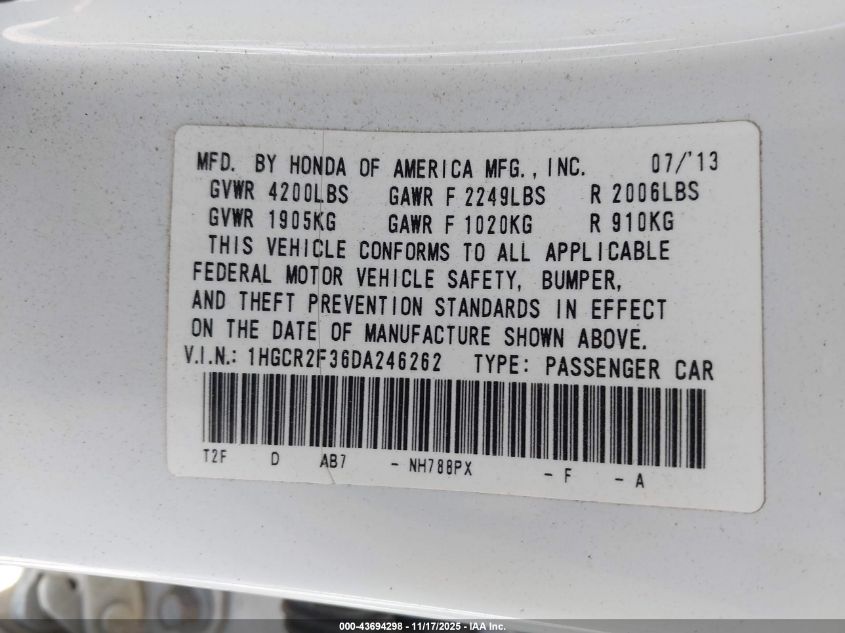 MFD. BY HONDA OF AMERICA MFG., INC. 07/'13
GVWR 4200LBS GAWR F 2249LBS R 2006LBS
GVWR 1905KG GAWR F 1020KG R 910KG
THIS VEHICLE CONFORMS TO ALL APPLICABLE
FEDERAL MOTOR VEHICLE SAFETY, BUMPER,
AND THEFT PREVENTION STANDARDS IN EFFECT
ON THE DATE OF MANUFACTURE SHOWN ABOVE.
V.I.N.: 1HGCR2F36DA246262 TYPE: PASSENGER CAR
T2F D AB7 - NH788PX - F - A
000-43694298 - 11/17/2025 - IAA Inc.